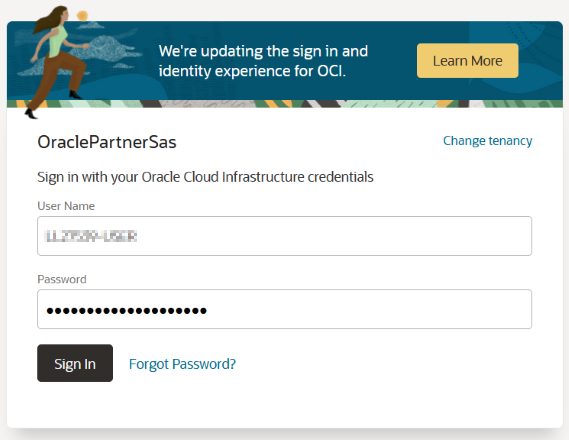 We're updating the sign in and
identity experience for OCI.
Learn More
OraclePartnerSas
Change tenancy
Sign in with your Oracle Cloud Infrastructure credentials
User Name
Password
••••••••••••••••••••
Sign In
Forgot Password?